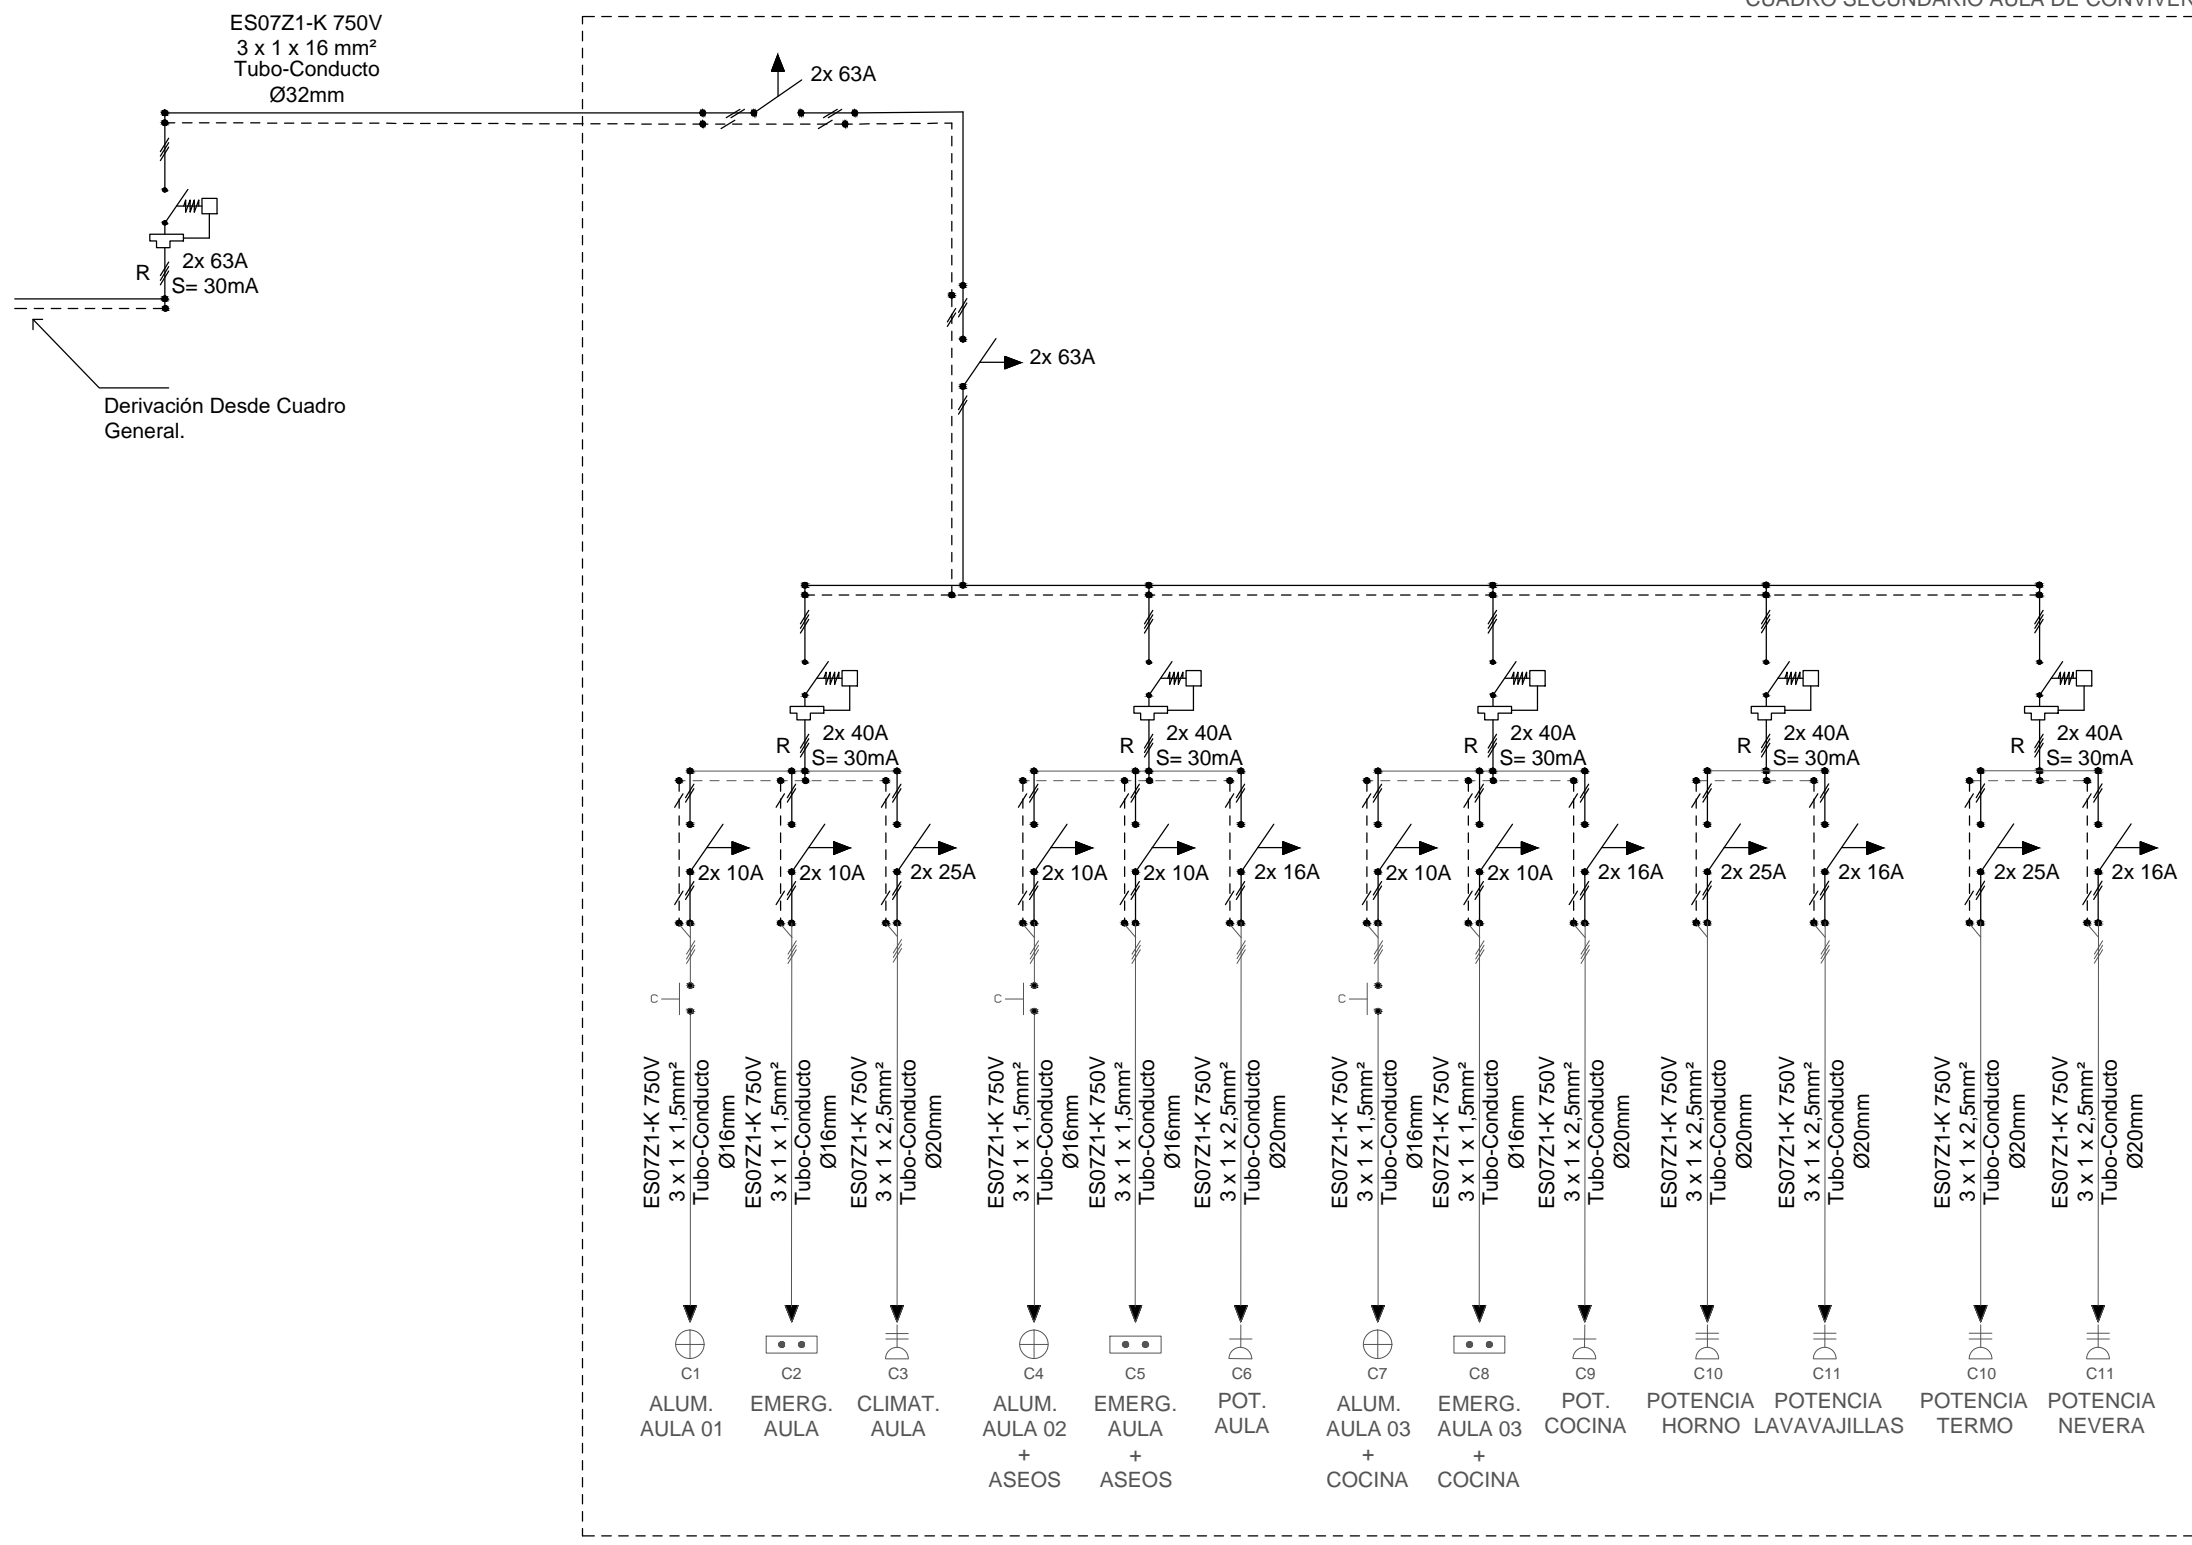 CUADRO SECUNDARIO AULA DE
ES07Z1-K 750V
3 x 1 x 16 mm²
Tubo-Conducto
Ø32mm
2x 63A
R
2x 63A
S= 30mA
Derivación Desde Cuadro
General.
2x 63A
R
2x 40A
S= 30mA
R
2x 40A
S= 30mA
R
2x 40A
S= 30mA
R
2x 40A
S= 30mA
R
2x 40A
S= 30mA
2x 10A
2x 10A
2x 25A
2x 10A
2x 10A
2x 16A
2x 10A
2x 10A
2x 16A
2x 25A
2x 16A
2x 25A
2x 16A
C
C
C
ES07Z1-K 750V
3 x 1 x 1,5mm²
Tubo-Conducto
Ø16mm
ES07Z1-K 750V
3 x 1 x 1,5mm²
Tubo-Conducto
Ø16mm
ES07Z1-K 750V
3 x 1 x 2,5mm²
Tubo-Conducto
Ø20mm
ES07Z1-K 750V
3 x 1 x 1,5mm²
Tubo-Conducto
Ø16mm
ES07Z1-K 750V
3 x 1 x 1,5mm²
Tubo-Conducto
Ø16mm
ES07Z1-K 750V
3 x 1 x 2,5mm²
Tubo-Conducto
Ø20mm
ES07Z1-K 750V
3 x 1 x 1,5mm²
Tubo-Conducto
Ø16mm
ES07Z1-K 750V
3 x 1 x 1,5mm²
Tubo-Conducto
Ø16mm
ES07Z1-K 750V
3 x 1 x 2,5mm²
Tubo-Conducto
Ø20mm
ES07Z1-K 750V
3 x 1 x 2,5mm²
Tubo-Conducto
Ø20mm
ES07Z1-K 750V
3 x 1 x 2,5mm²
Tubo-Conducto
Ø20mm
ES07Z1-K 750V
3 x 1 x 2,5mm²
Tubo-Conducto
Ø20mm
ES07Z1-K 750V
3 x 1 x 2,5mm²
Tubo-Conducto
Ø20mm
C1
ALUM.
AULA 01
C2
EMERG.
AULA
C3
CLIMAT.
AULA
C4
ALUM.
AULA 02
+
ASEOS
C5
EMERG.
AULA
+
ASEOS
C6
POT.
AULA
C7
ALUM.
AULA 03
+
COCINA
C8
EMERG.
AULA 03
+
COCINA
C9
POT.
COCINA
C10
POTENCIA
HORNO
C11
POTENCIA
LAVAVAJILLAS
C10
POTENCIA
TERMO
C11
POTENCIA
NEVERA